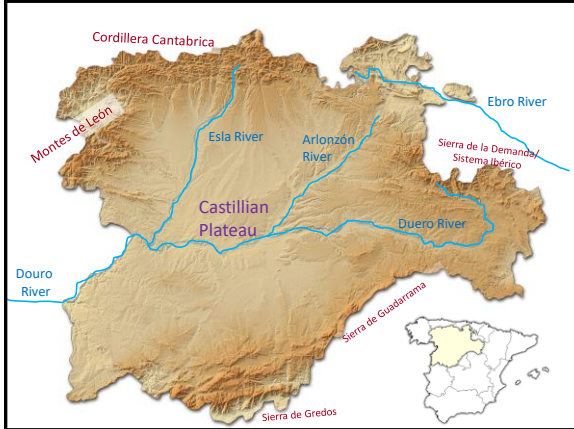 Cordillera Cantabrica
Montes de León
Esla River
Arlonzón
River
Ebro River
Sierra de la Demanda/
Sistema Ibérico
Castillian
Plateau
Duero River
Douro
River
Sierra de Guadarrama
Sierra de Gredos